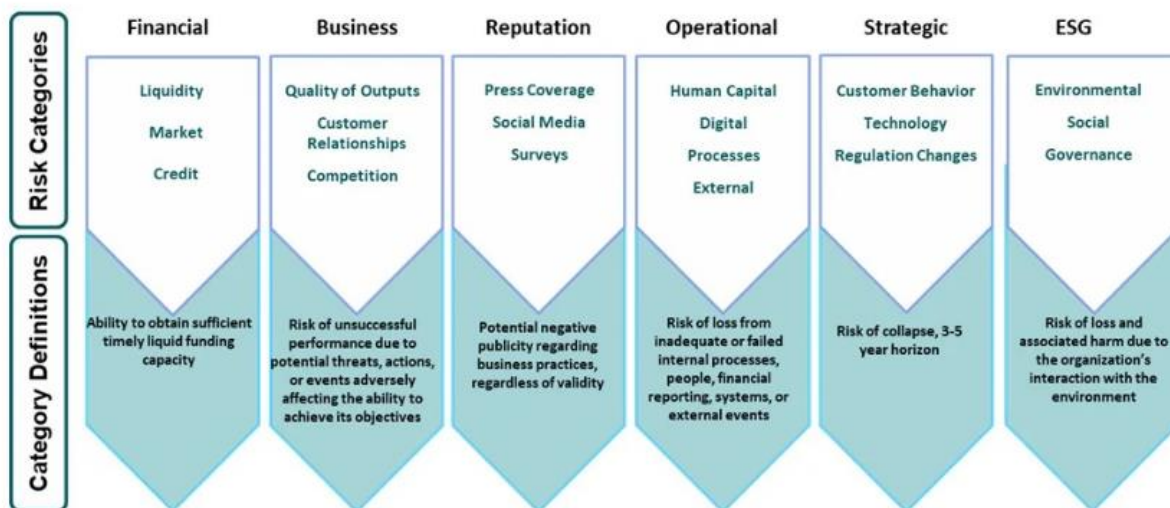 Financial
Business
Reputation
Operational
Strategic
ESG
Risk Categories
Liquidity
Market
Credit
Quality of Outputs
Customer
Relationships
Competition
Press Coverage
Social Media
Surveys
Human Capital
Digital
Processes
External
Customer Behavior
Technology
Regulation Changes
Environmental
Social
Governance
Category Definitions
Ability to obtain sufficient
timely liquid funding
capacity
Risk of unsuccessful
performance due to
potential threats, actions,
or events adversely
affecting the ability to
achieve its objectives
Potential negative
publicity regarding
business practices,
regardless of validity
Risk of loss from
inadequate or failed
internal processes,
people, financial
reporting, systems, or
external events
Risk of collapse, 3-5
year horizon
Risk of loss and
associated harm due to
the organization's
interaction with the
environment